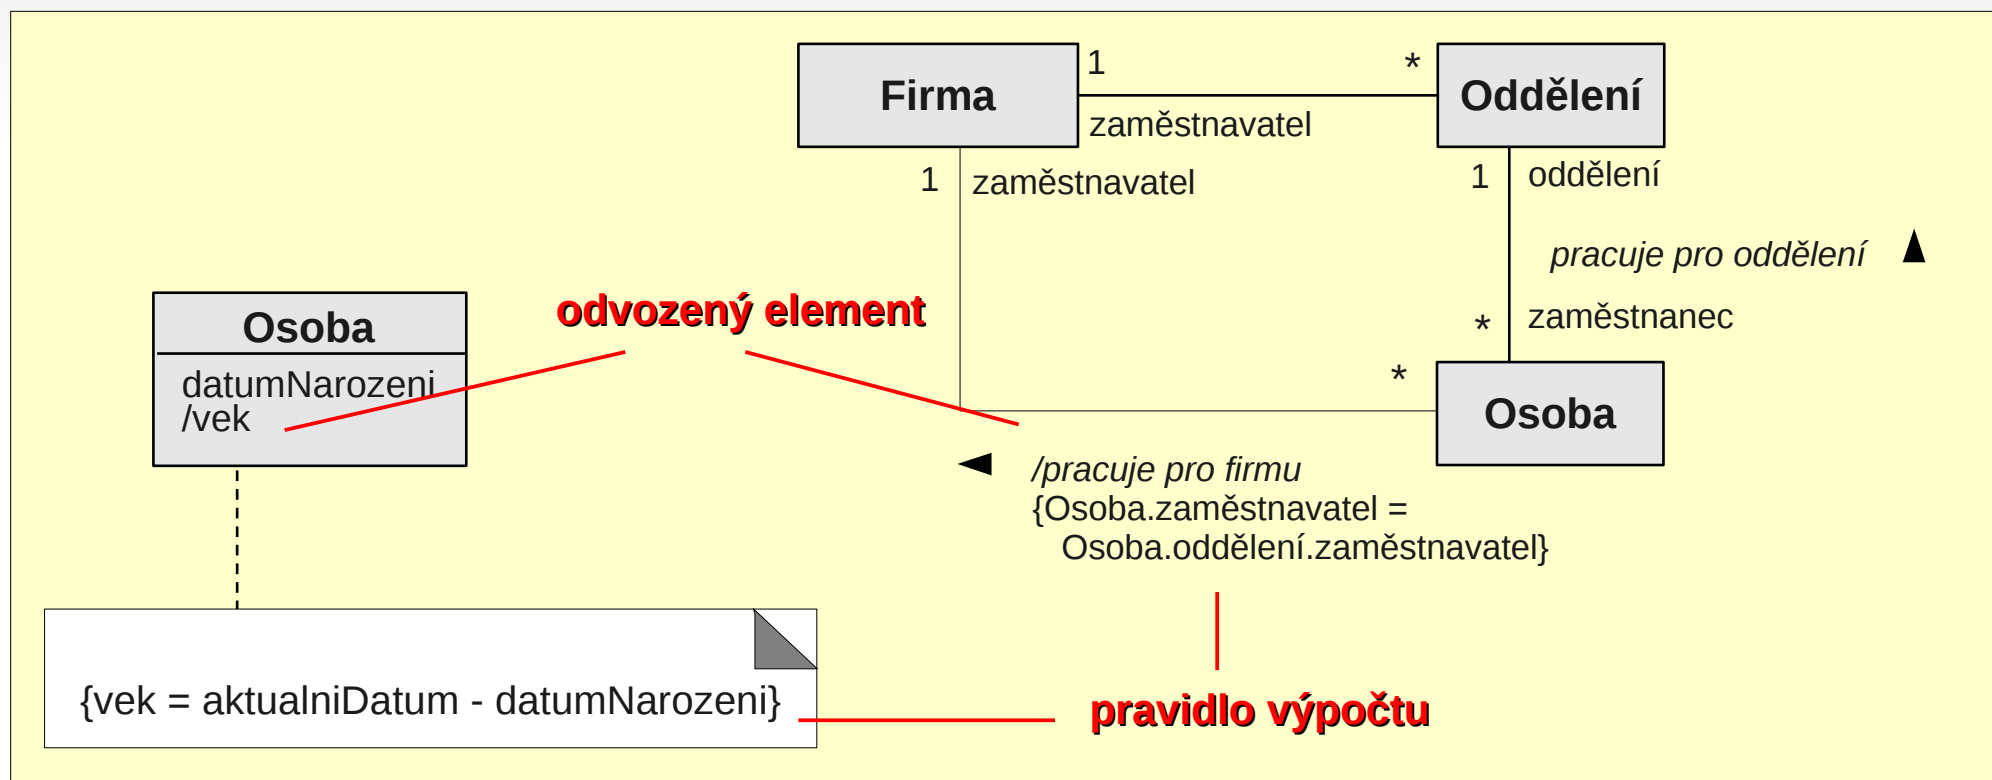 Firma
1
*
zaměstnavatel
Oddělení
1
zaměstnavatel
1
oddělení
pracuje pro oddělení
*
zaměstnanec
*
Osoba
Osoba
datumNarozeni
/vek
odvozený element
/pracuje pro firmu
{Osoba.zaměstnavatel =
Osoba.oddělení.zaměstnavatel}
{vek = aktualniDatum - datumNarozeni}
pravidlo výpočtu